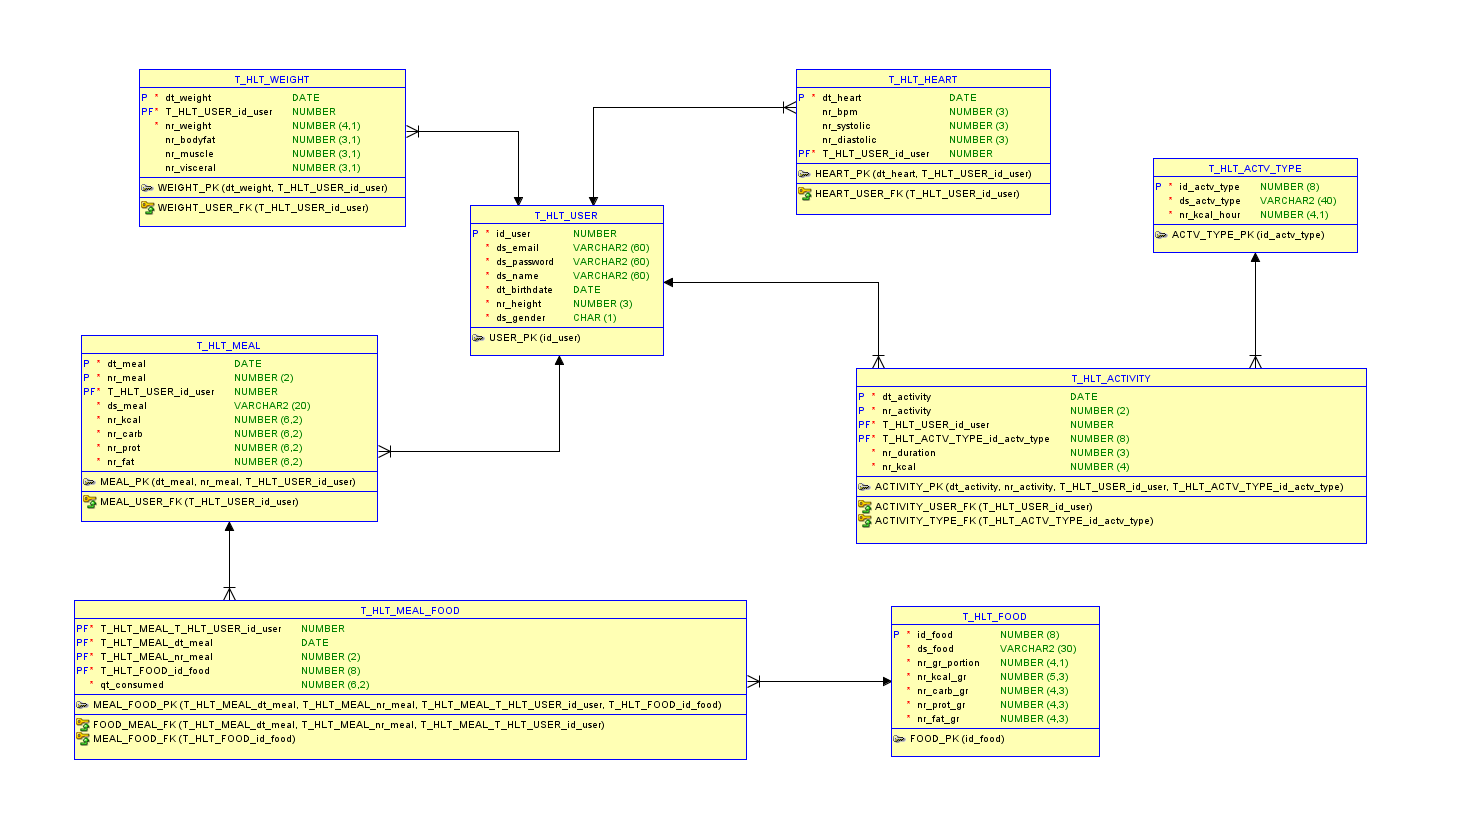 T_HLT_WEIGHT
P * dt_weight DATE
PF* T_HLT_USER_id_user NUMBER
* nr_weight NUMBER (4,1)
nr_bodyfat NUMBER (3,1)
nr_muscle NUMBER (3,1)
nr_visceral NUMBER (3,1)
WEIGHT_PK (dt_weight, T_HLT_USER_id_user)
WEIGHT_USER_FK (T_HLT_USER_id_user)
T_HLT_HEART
P * dt_heart DATE
nr_bpm NUMBER (3)
nr_systolic NUMBER (3)
nr_diastolic NUMBER (3)
PF* T_HLT_USER_id_user NUMBER
HEART_PK (dt_heart, T_HLT_USER_id_user)
HEART_USER_FK (T_HLT_USER_id_user)
T_HLT_ACTV_TYPE
P * id_actv_type NUMBER (8)
* ds_actv_type VARCHAR2 (40)
* nr_kcal_hour NUMBER (4,1)
ACTV_TYPE_PK (id_actv_type)
T_HLT_USER
P * id_user NUMBER
* ds_email VARCHAR2 (60)
* ds_password VARCHAR2 (60)
* ds_name VARCHAR2 (60)
* dt_birthdate DATE
* nr_height NUMBER (3)
* ds_gender CHAR (1)
USER_PK (id_user)
T_HLT_MEAL
P * dt_meal DATE
P * nr_meal NUMBER (2)
PF* T_HLT_USER_id_user NUMBER
* ds_meal VARCHAR2 (20)
* nr_kcal NUMBER (6,2)
* nr_carb NUMBER (6,2)
* nr_prot NUMBER (6,2)
* nr_fat NUMBER (6,2)
MEAL_PK (dt_meal, nr_meal, T_HLT_USER_id_user)
MEAL_USER_FK (T_HLT_USER_id_user)
T_HLT_ACTIVITY
P * dt_activity DATE
P * nr_activity NUMBER (2)
PF* T_HLT_USER_id_user NUMBER
PF* T_HLT_ACTV_TYPE_id_actv_type NUMBER (8)
* nr_duration NUMBER (3)
* nr_kcal NUMBER (4)
ACTIVITY_PK (dt_activity, nr_activity, T_HLT_USER_id_user, T_HLT_ACTV_TYPE_id_actv_type)
ACTIVITY_USER_FK (T_HLT_USER_id_user)
ACTIVITY_TYPE_FK (T_HLT_ACTV_TYPE_id_actv_type)
T_HLT_MEAL_FOOD
PF* T_HLT_MEAL_T_HLT_USER_id_user NUMBER
PF* T_HLT_MEAL_dt_meal DATE
PF* T_HLT_MEAL_nr_meal NUMBER (2)
PF* T_HLT_FOOD_id_food NUMBER (8)
* qt_consumed NUMBER (6,2)
MEAL_FOOD_PK (T_HLT_MEAL_dt_meal, T_HLT_MEAL_nr_meal, T_HLT_MEAL_T_HLT_USER_id_user, T_HLT_FOOD_id_food)
FOOD_MEAL_FK (T_HLT_MEAL_dt_meal, T_HLT_MEAL_nr_meal, T_HLT_MEAL_T_HLT_USER_id_user)
MEAL_FOOD_FK (T_HLT_FOOD_id_food)
T_HLT_FOOD
P * id_food NUMBER (8)
* ds_food VARCHAR2 (30)
* nr_gr_portion NUMBER (4,1)
* nr_kcal_gr NUMBER (5,3)
* nr_carb_gr NUMBER (4,3)
* nr_prot_gr NUMBER (4,3)
* nr_fat_gr NUMBER (4,3)
FOOD_PK (id_food)